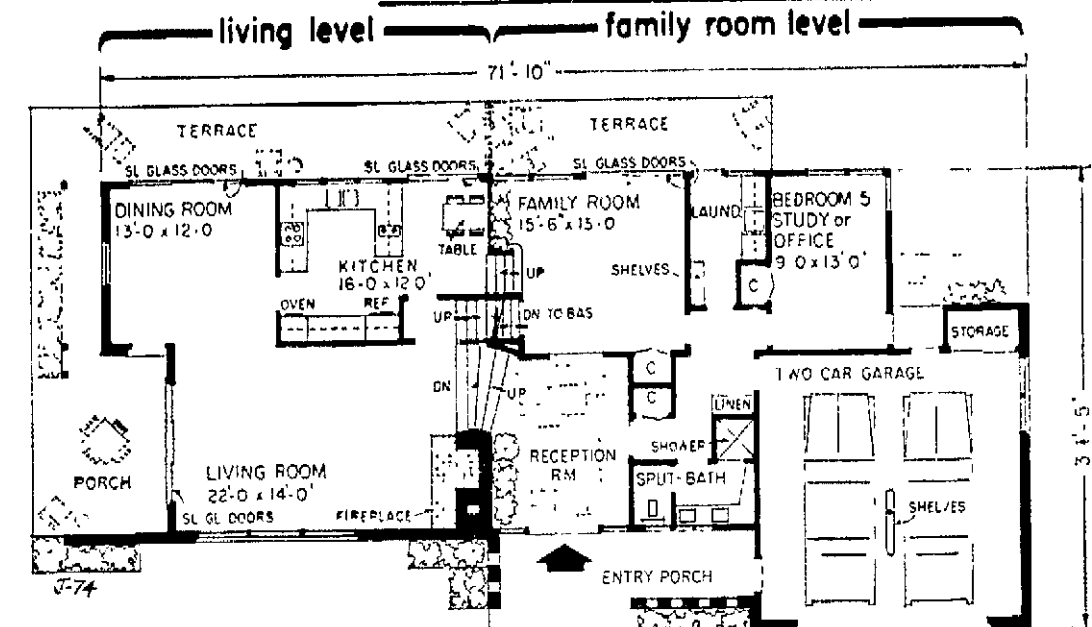 living level
family room level
71'-10"
TERRACE
TERRACE
SL GLASS DOORS
SL GLASS DOORS
SL GLASS DOORS
DINING ROOM
13'-0 x 12-0
FAMILY ROOM
15'-6" x 15-0
LAUND.
BEDROOM 5
STUDY or
OFFICE
9 0 x 13' 0'
TABLE
KITCHEN
16-0 x 12 0'
UP
SHELVES
C
OVEN
REF
UP
DN TO BAS
STORAGE
TWO CAR GARAGE
C
C
DN
UP
LINEN
34'-5"
SHOWER
RECEPTION
RM
SPLIT-BATH
PORCH
LIVING ROOM
22'-0 x 14-0'
SL GL DOORS
FIREPLACE
SHELVES
ENTRY PORCH
J-74